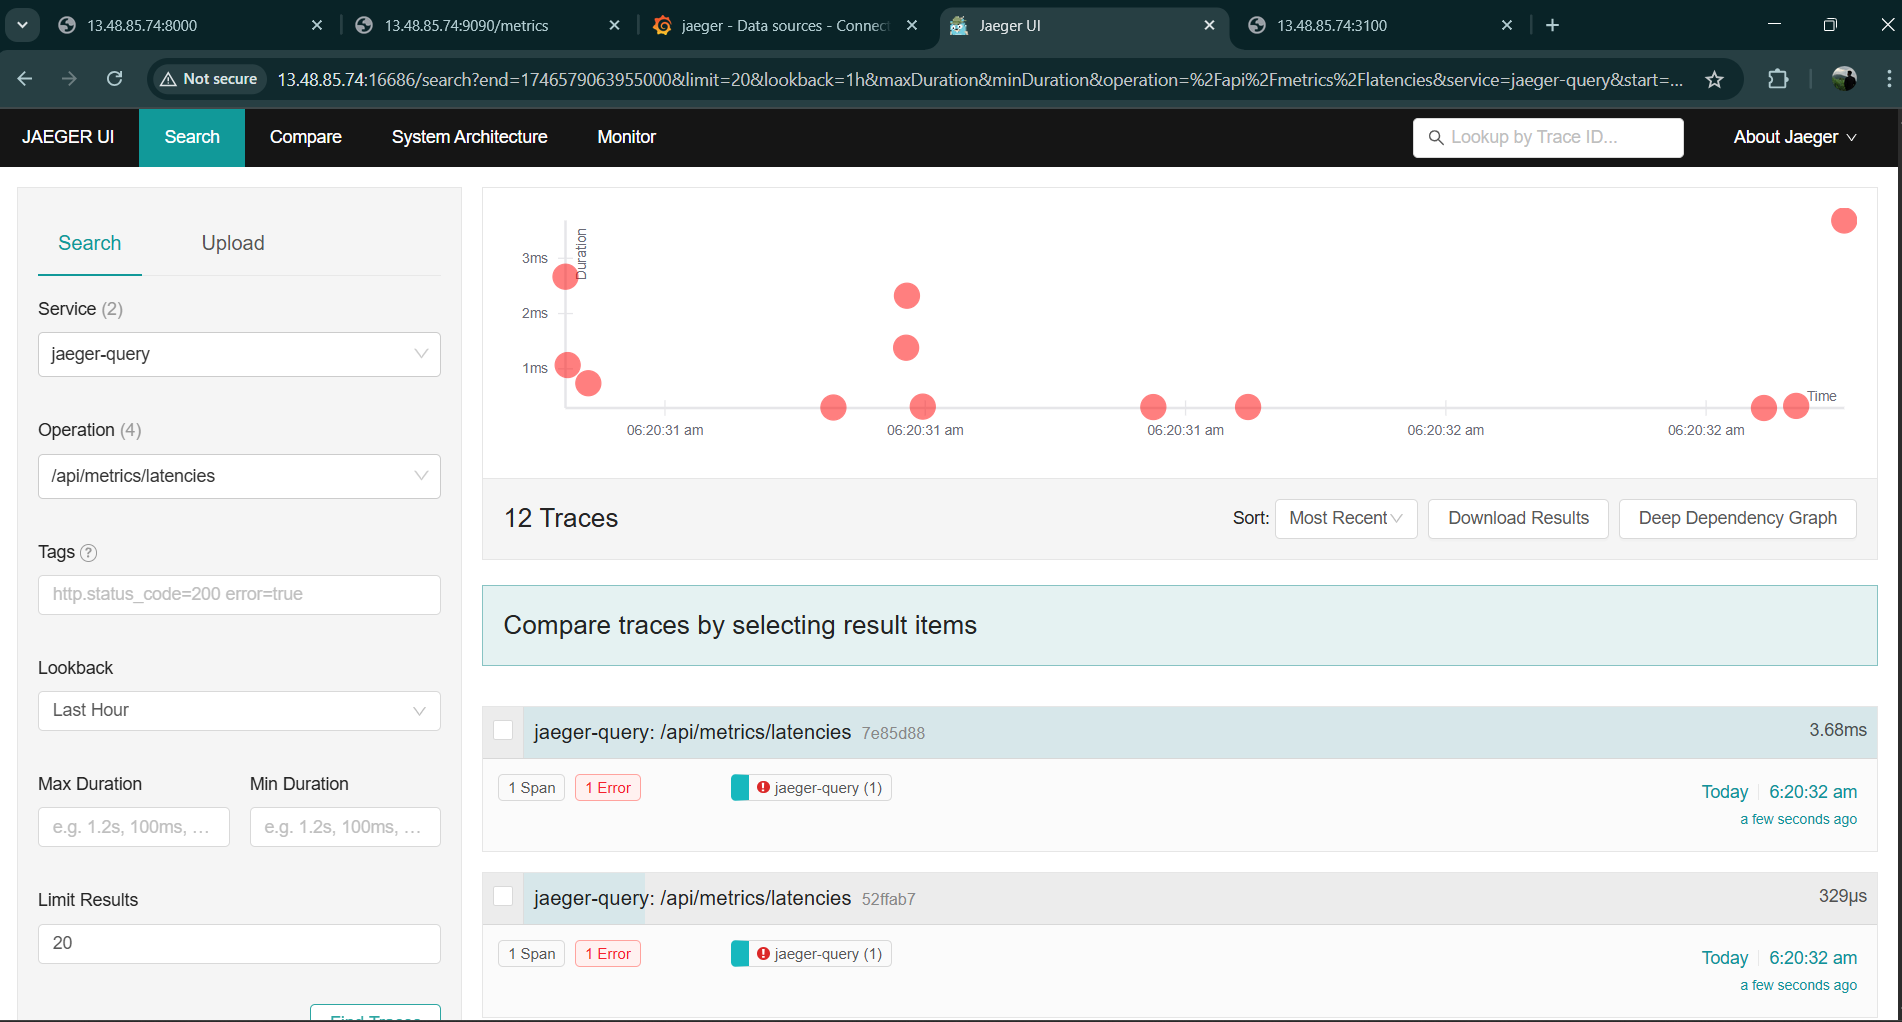 13.48.85.74:8000
13.48.85.74:9090/metrics
jaeger - Data sources - Connect
Jaeger UI
13.48.85.74:3100
Not secure
13.48.85.74:16686/search?end=1746579063955000&limit=20&lookback=1h&maxDuration&minDuration&operation=%2Fapi%2Fmetrics%2Flatencies&service=jaeger-query&start=...
JAEGER UI
Search
Compare
System Architecture
Monitor
Lookup by Trace ID...
About Jaeger
Search
Upload
Service (2)
jaeger-query
Operation (4)
/api/metrics/latencies
Tags ?
http.status_code=200 error=true
Lookback
Last Hour
Max Duration
Min Duration
e.g. 1.2s, 100ms, ...
e.g. 1.2s, 100ms, ...
Limit Results
20
Find Traces
Duration
3ms
2ms
1ms
Time
06:20:31 am
06:20:31 am
06:20:31 am
06:20:32 am
06:20:32 am
12 Traces
Sort:
Most Recent
Download Results
Deep Dependency Graph
Compare traces by selecting result items
jaeger-query: /api/metrics/latencies 7e85d88
3.68ms
1 Span
1 Error
jaeger-query (1)
Today
6:20:32 am
a few seconds ago
jaeger-query: /api/metrics/latencies 52ffab7
329μs
1 Span
1 Error
jaeger-query (1)
Today
6:20:32 am
a few seconds ago